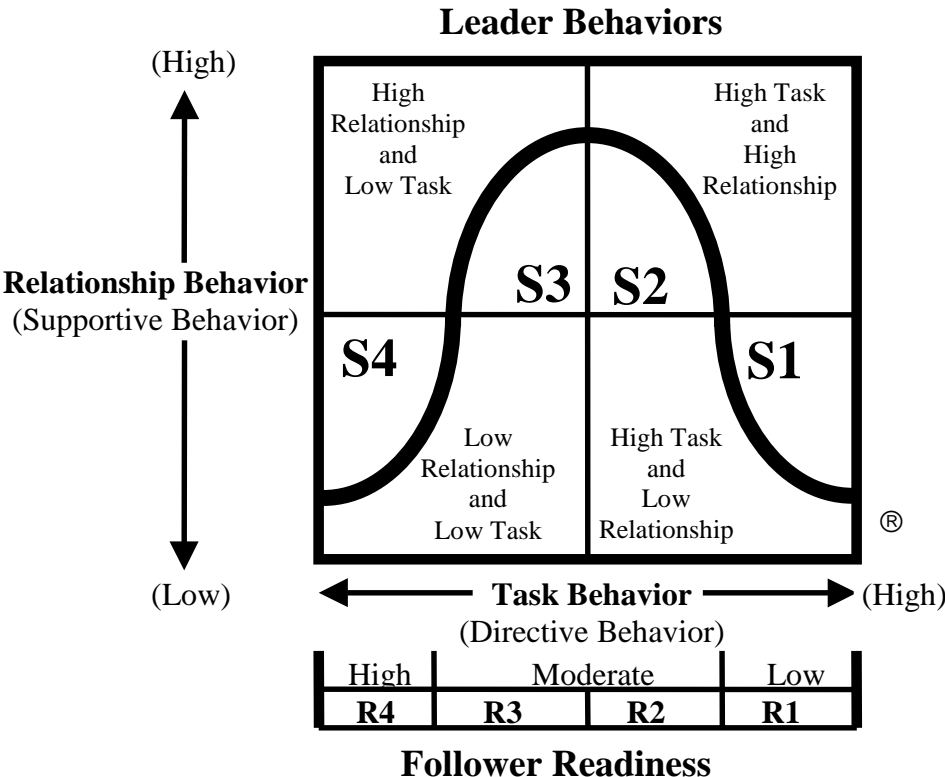 Leader Behaviors
(High)
High
Relationship
and
Low Task
High Task
and
High
Relationship
Relationship Behavior
(Supportive Behavior)
S3
S2
S4
S1
Low
Relationship
and
Low Task
High Task
and
Low
Relationship
®
(Low)
Task Behavior
(High)
(Directive Behavior)
High
Moderate
Low
R4
R3
R2
R1
Follower Readiness